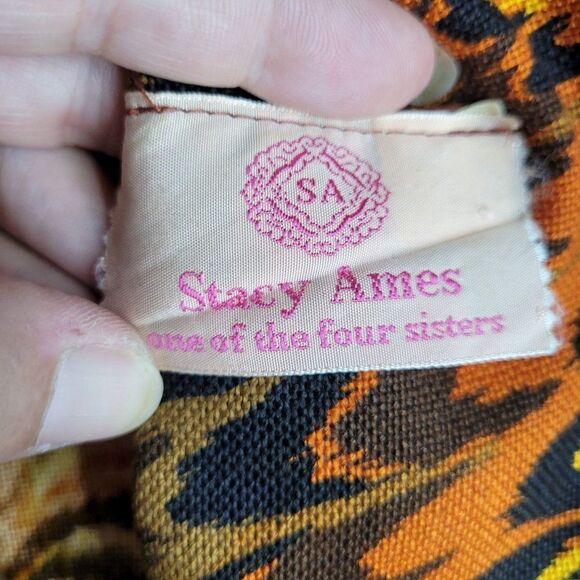 SA
Stacy Ames
one of the four sisters